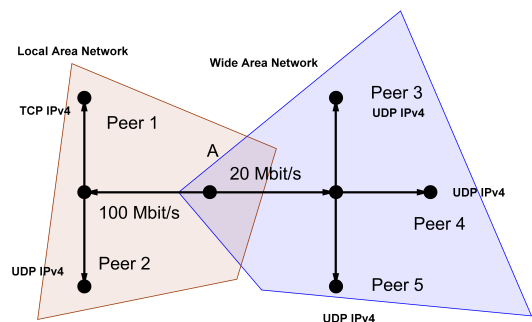 Local Area Network
Wide Area Network
TCP IPv4
Peer 1
Peer 3
UDP IPv4
A
20 Mbit/s
UDP IPv4
100 Mbit/s
Peer 4
UDP IPv4
Peer 2
Peer 5
UDP IPv4